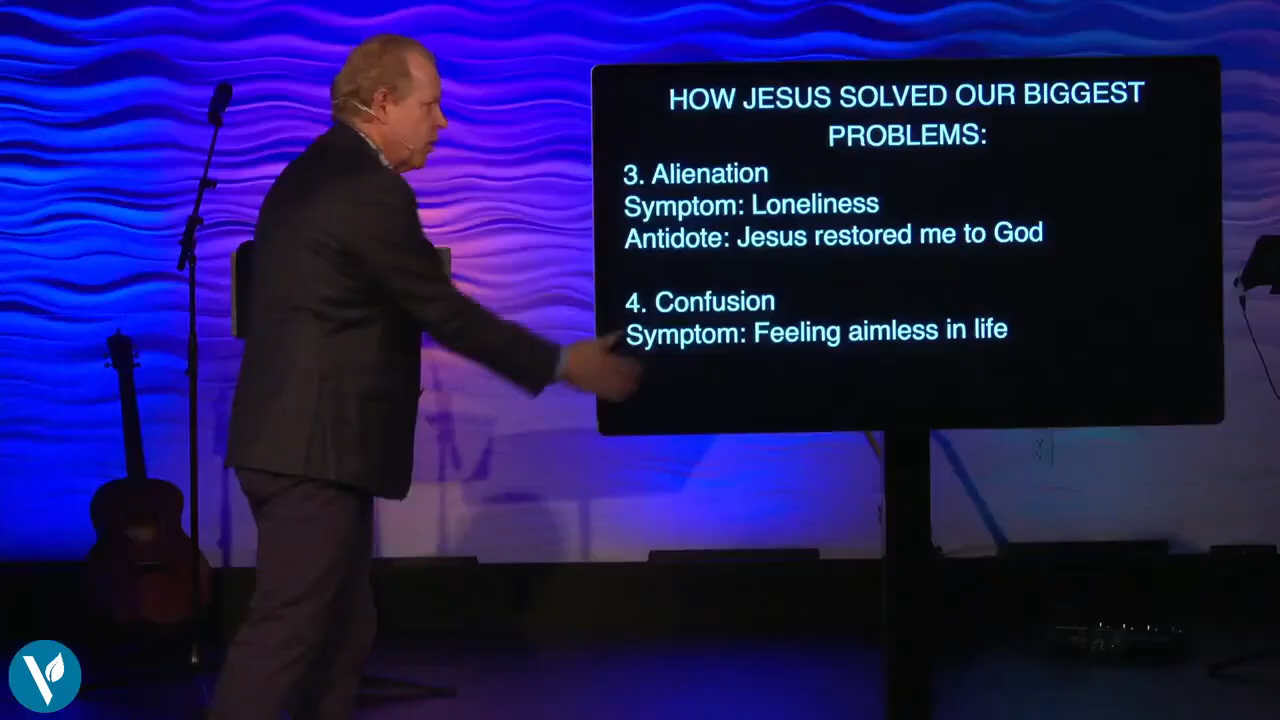 HOW JESUS SOLVED OUR BIGGEST
PROBLEMS:
3. Alienation
Symptom: Loneliness
Antidote: Jesus restored me to God
4. Confusion
Symptom: Feeling aimless in life